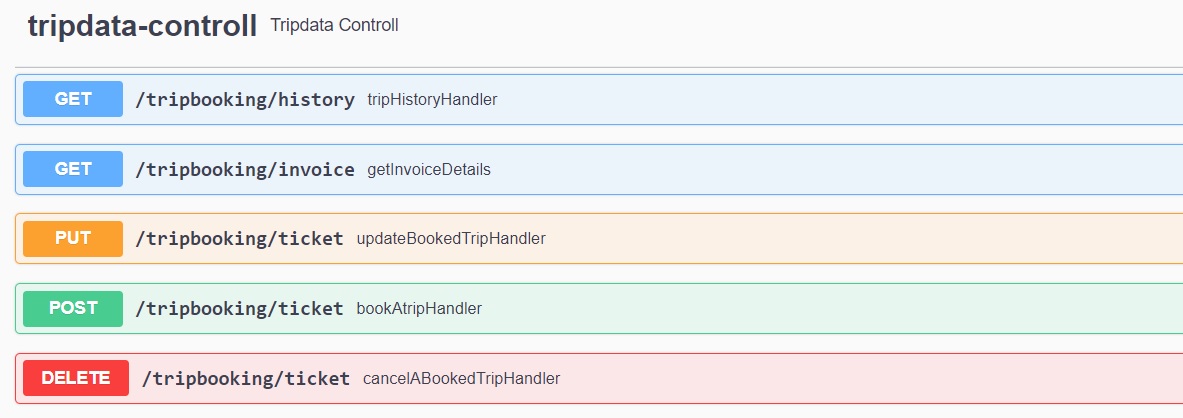 tripdata-controll Tripdata Controll
GET /tripbooking/history tripHistoryHandler
GET /tripbooking/invoice getInvoiceDetails
PUT /tripbooking/ticket updateBookedTripHandler
POST /tripbooking/ticket bookAtripHandler
DELETE /tripbooking/ticket cancelABookedTripHandler